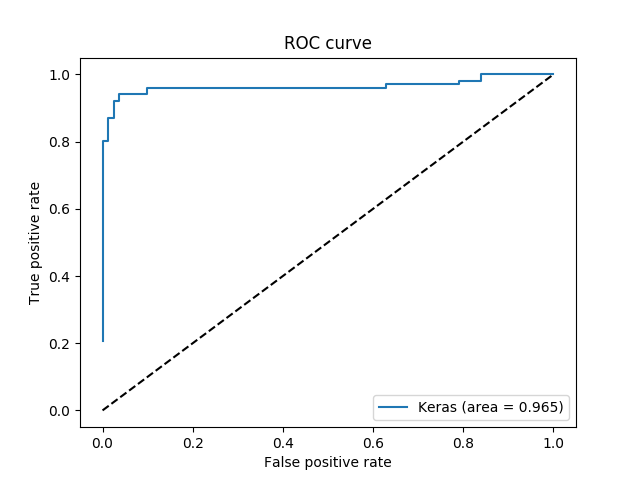 ROC curve
True positive rate
1.0
0.8
0.6
0.4
0.2
0.0
Keras (area = 0.965)
0.0 0.2 0.4 0.6 0.8 1.0
False positive rate